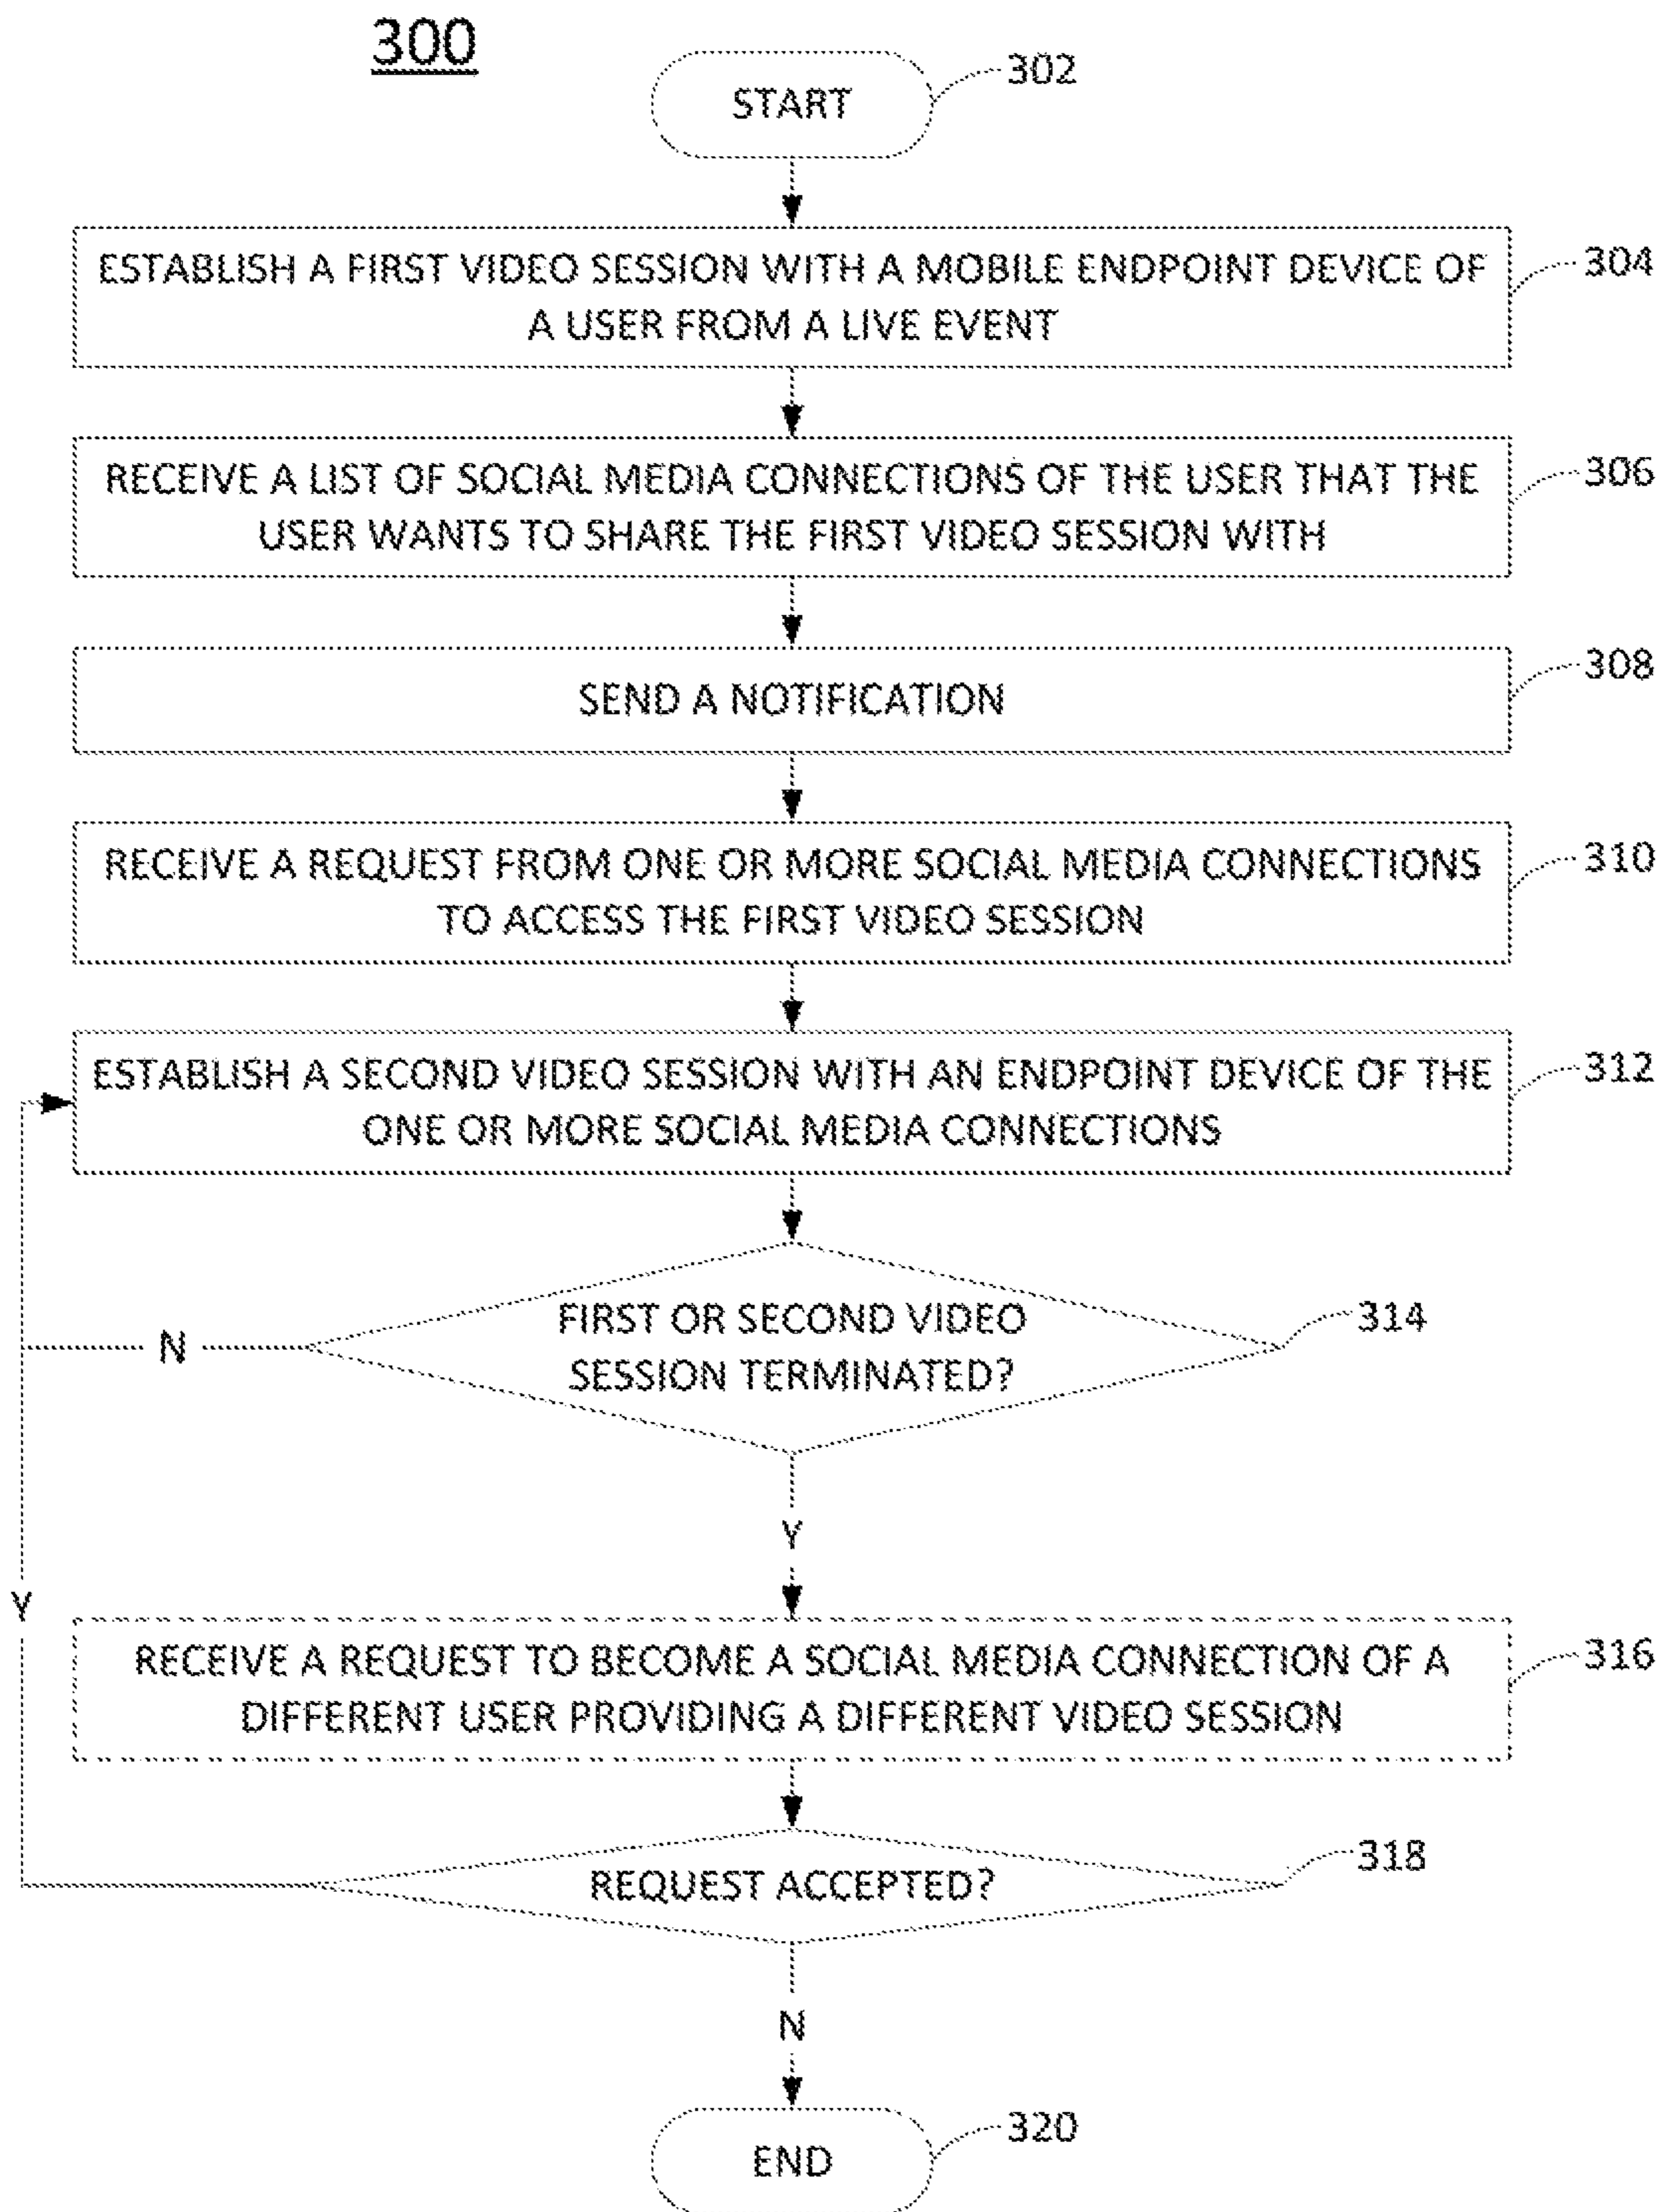 300
START
302
ESTABLISH A FIRST VIDEO SESSION WITH A MOBILE ENDPOINT DEVICE OF
A USER FROM A LIVE EVENT
304
RECEIVE A LIST OF SOCIAL MEDIA CONNECTIONS OF THE USER THAT THE
USER WANTS TO SHARE THE FIRST VIDEO SESSION WITH
306
SEND A NOTIFICATION
308
RECEIVE A REQUEST FROM ONE OR MORE SOCIAL MEDIA CONNECTIONS
TO ACCESS THE FIRST VIDEO SESSION
310
ESTABLISH A SECOND VIDEO SESSION WITH AN ENDPOINT DEVICE OF THE
ONE OR MORE SOCIAL MEDIA CONNECTIONS
312
FIRST OR SECOND VIDEO
SESSION TERMINATED?
314
N
Y
Y
RECEIVE A REQUEST TO BECOME A SOCIAL MEDIA CONNECTION OF A
DIFFERENT USER PROVIDING A DIFFERENT VIDEO SESSION
316
REQUEST ACCEPTED?
318
N
END
320